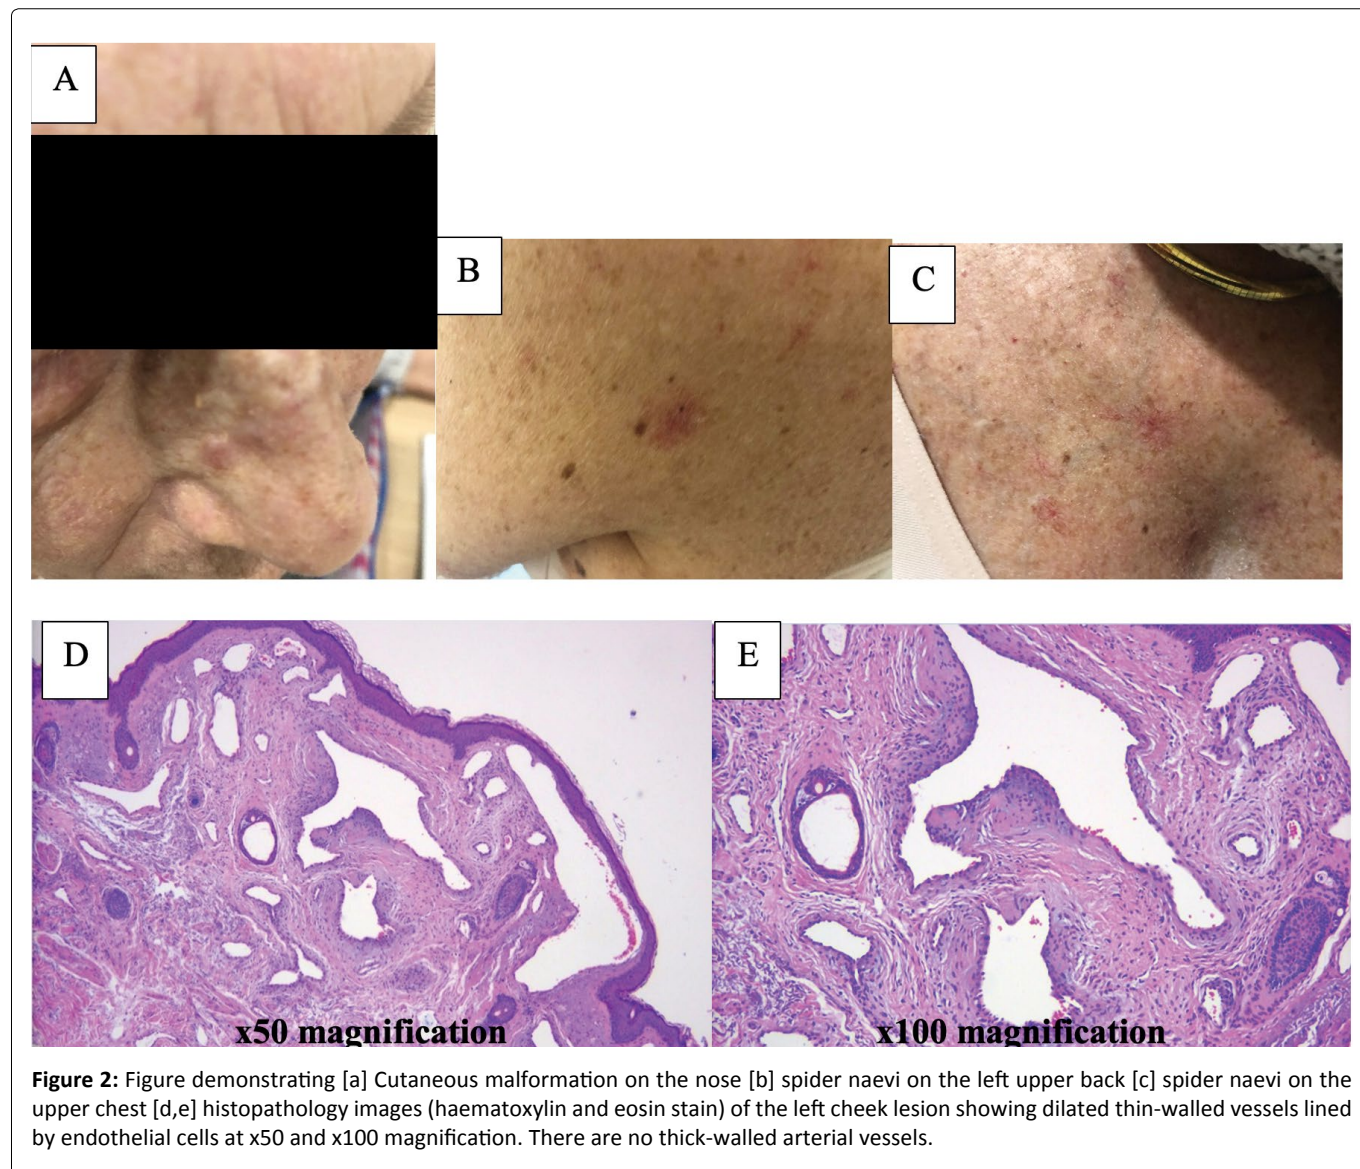 A
B
C
D
E
x50 magnification
x100 magnification
Figure 2: Figure demonstrating [a] Cutaneous malformation on the nose [b] spider naevi on the left upper back [c] spider naevi on the
upper chest [d,e] histopathology images (haematoxylin and eosin stain) of the left cheek lesion showing dilated thin-walled vessels lined
by endothelial cells at x50 and x100 magnification. There are no thick-walled arterial vessels.